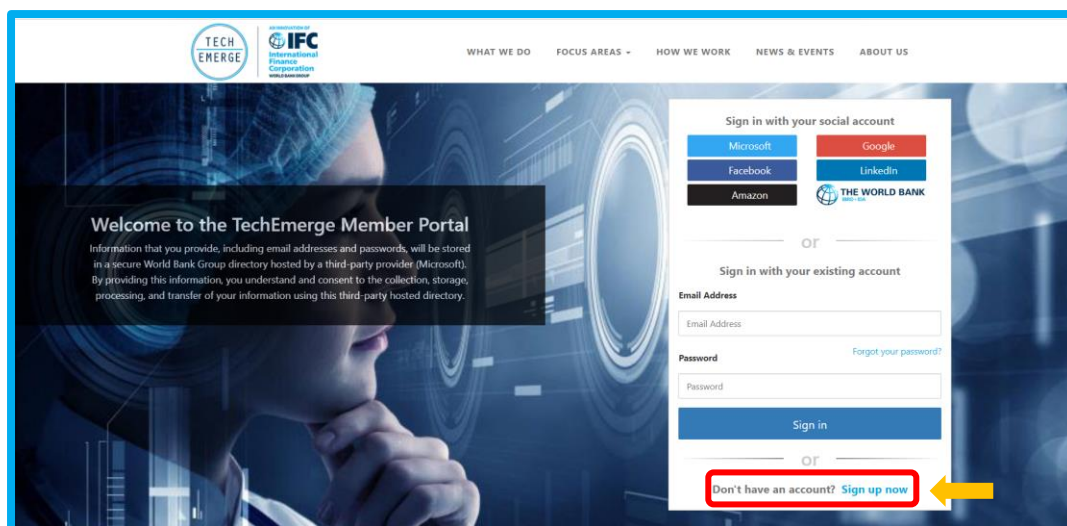 TECH
EMERGE
AN INNOVATION OF
IFC
International
Finance
Corporation
WORLD BANK GROUP
WHAT WE DO FOCUS AREAS HOW WE WORK NEWS & EVENTS ABOUT US
Welcome to the TechEmerge Member Portal
Information that you provide, including email addresses and passwords, will be stored
in a secure World Bank Group directory hosted by a third-party provider (Microsoft).
By providing this information, you understand and consent to the collection, storage,
processing, and transfer of your information using this third-party hosted directory.
Sign in with your social account
Microsoft Google
Facebook LinkedIn
Amazon THE WORLD BANK
IBRD • IDA
or
Sign in with your existing account
Email Address
Email Address
Password Forgot your password?
Password
Sign in
or
Don't have an account? Sign up now